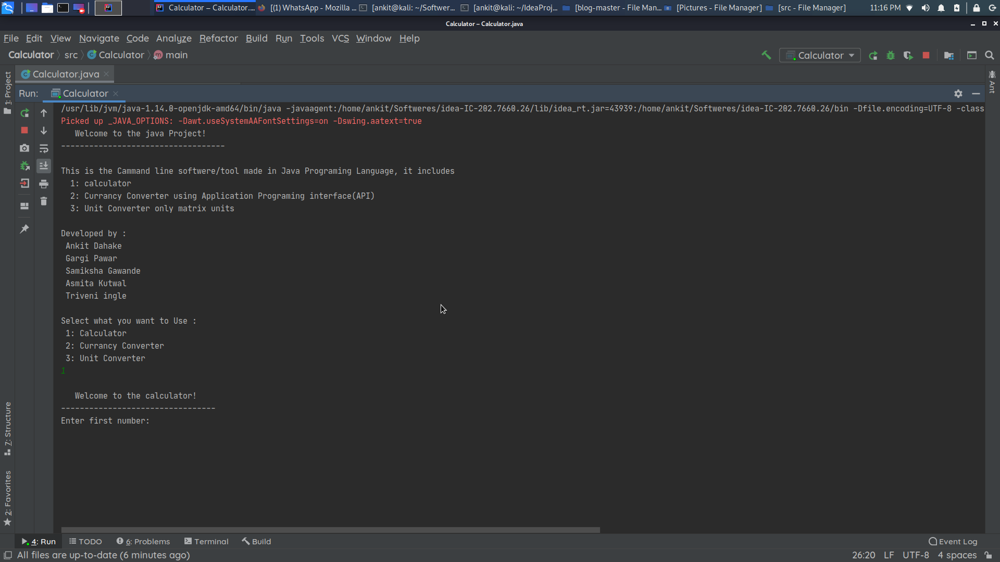 Calculator – Calculator....
[(1) WhatsApp - Mozilla ...
[ankit@kali: ~/Softwer...
[ankit@kali: ~/IdeaProj...
[blog-master - File Man...
[Pictures - File Manager]
[src - File Manager]
11:16 PM
Calculator – Calculator.java
File Edit View Navigate Code Analyze Refactor Build Run Tools VCS Window Help
Calculator src Calculator main
Calculator
Calculator.java
1: Project
Ant
Run: Calculator
/usr/lib/jvm/java-1.14.0-openjdk-amd64/bin/java -javaagent:/home/ankit/Softweres/idea-IC-202.7660.26/lib/idea_rt.jar=43939:/home/ankit/Softweres/idea-IC-202.7660.26/bin -Dfile.encoding=UTF-8 -class
Picked up _JAVA_OPTIONS: -Dawt.useSystemAAFontSettings=on -Dswing.aatext=true
Welcome to the java Project!
-----------------------------------
This is the Cammand line softwere/tool made in Java Programing Language, it includes
1: calculator
2: Currancy Converter using Application Programing interface(API)
3: Unit Converter only matrix units
Developed by :
Ankit Dahake
Gargi Pawar
Samiksha Gawande
Asmita Kutwal
Triveni ingle
Select what you want to Use :
1: Calculator
2: Currancy Converter
3: Unit Converter
1
Welcome to the calculator!
---------------------------------
Enter first number:
7: Structure
2: Favorites
4: Run TODO 6: Problems Terminal Build Event Log
All files are up-to-date (6 minutes ago) 26:20 LF UTF-8 4 spaces